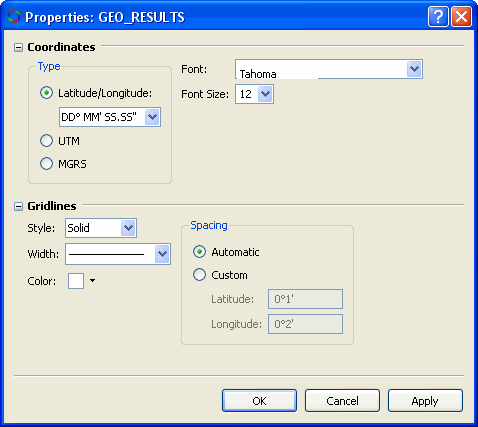 Properties: GEO_RESULTS
Coordinates
Type
Latitude/Longitude:
DD° MM' SS.SS"
UTM
MGRS
Font: Tahoma
Font Size: 12
Gridlines
Style: Solid
Width:
Color:
Spacing
Automatic
Custom
Latitude: 0°1'
Longitude: 0°2'
OK Cancel Apply